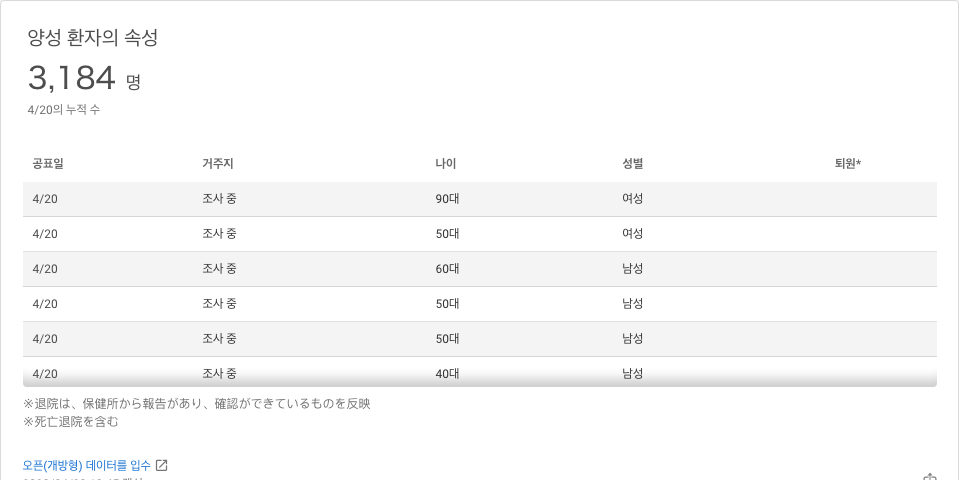 양성 환자의 속성
3,184 명
4/20의 누적 수
공표일 거주지 나이 성별 퇴원*
4/20 조사 중 90대 여성
4/20 조사 중 50대 여성
4/20 조사 중 60대 남성
4/20 조사 중 50대 남성
4/20 조사 중 50대 남성
4/20 조사 중 40대 남성
※退院は、保健所から報告があり、確認ができているものを反映
※死亡退院を含む
오픈(개방형) 데이터를 입수